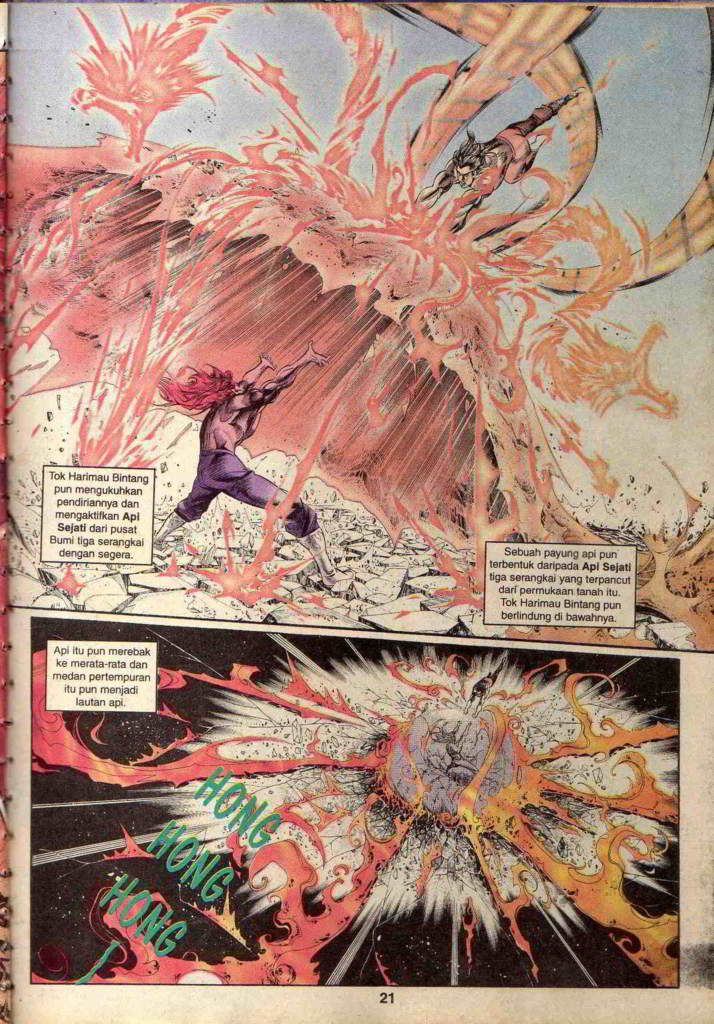 Tok Harimau Bintang
pun mengukuhkan
pendiriannya dan
mengaktifkan Api
Sejati dari pusat
Bumi tiga serangkai
dengan segera.
Sebuah payung api pun
terbentuk daripada Api Sejati
tiga serangkai yang terpancut
dari permukaan tanah itu.
Tok Harimau Bintang pun
berlindung di bawahnya.
Api itu pun merebak
ke merata-rata dan
medan pertempuran
itu pun menjadi
lautan api.
HONG
HONG
HONG
!
21